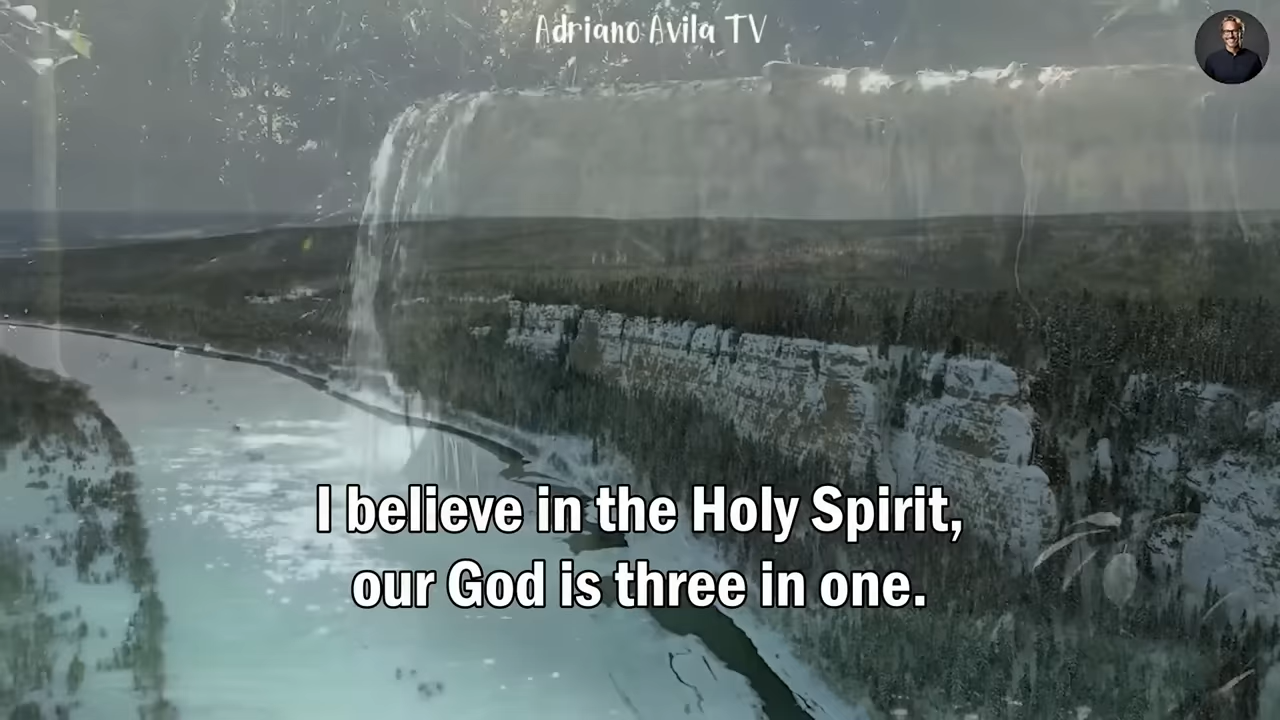 Adriano Avila TV
I believe in the Holy Spirit,
our God is three in one.